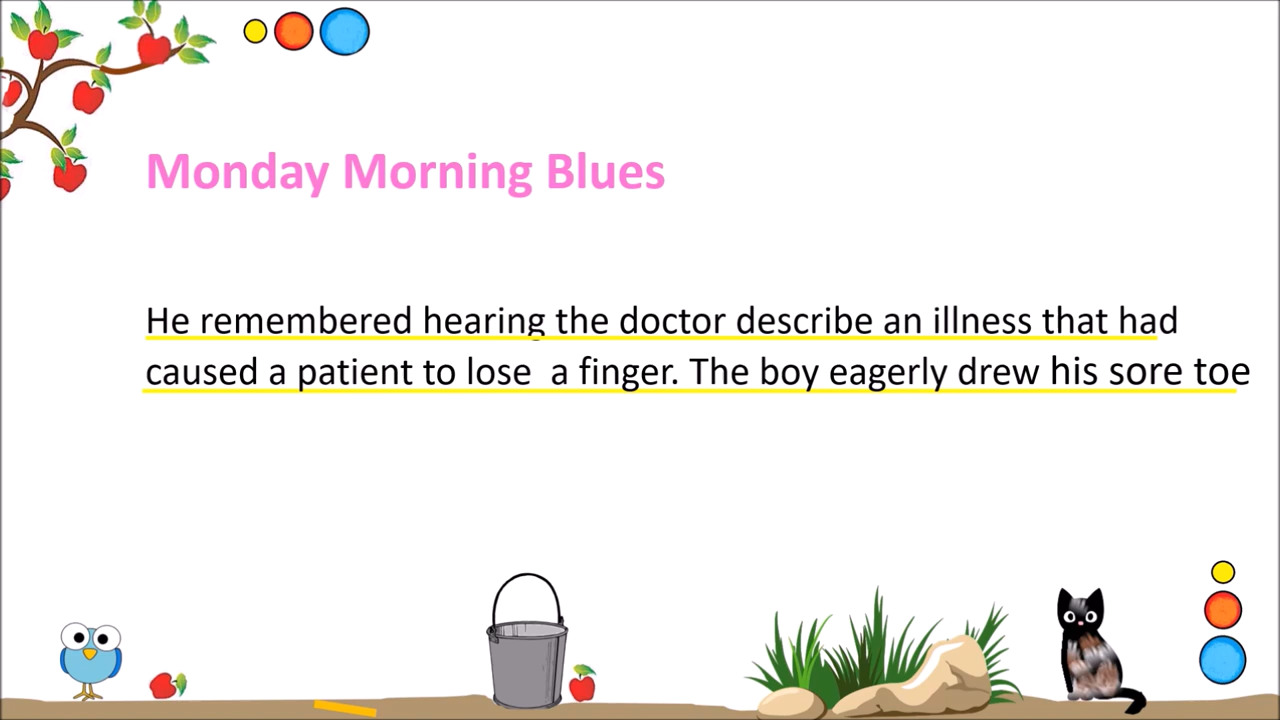 Monday Morning Blues
He remembered hearing the doctor describe an illness that had
caused a patient to lose  a finger. The boy eagerly drew his sore toe